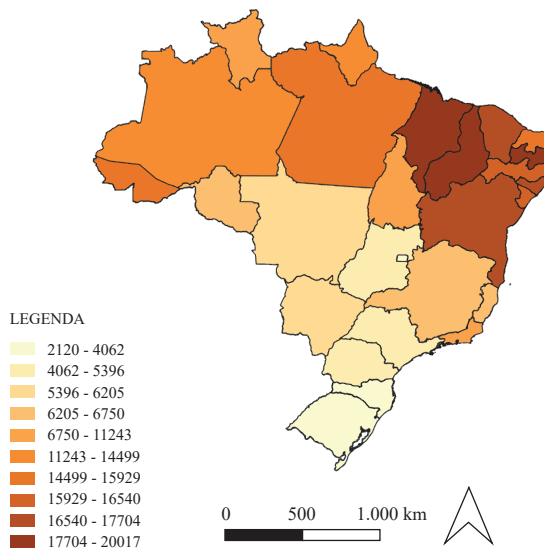 LEGENDA
2120 - 4062
4062 - 5396
5396 - 6205
6205 - 6750
6750 - 11243
11243 - 14499
14499 - 15929
15929 - 16540
16540 - 17704
17704 - 20017
0 500 1.000 km